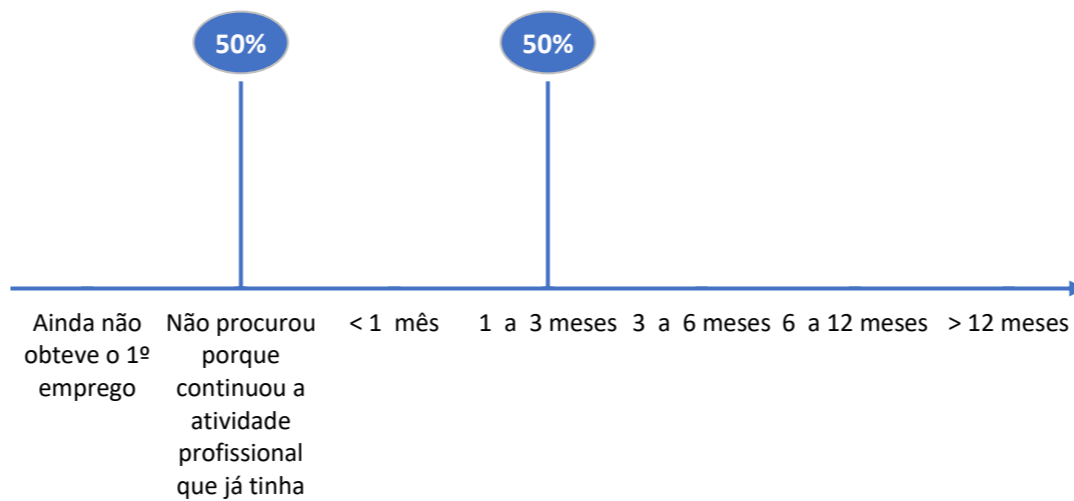 50%
50%
Ainda não
obteve o 1º
emprego
Não procurou
porque
continuou a
atividade
profissional
que já tinha
< 1 mês
1 a 3 meses
3 a 6 meses
6 a 12 meses
> 12 meses